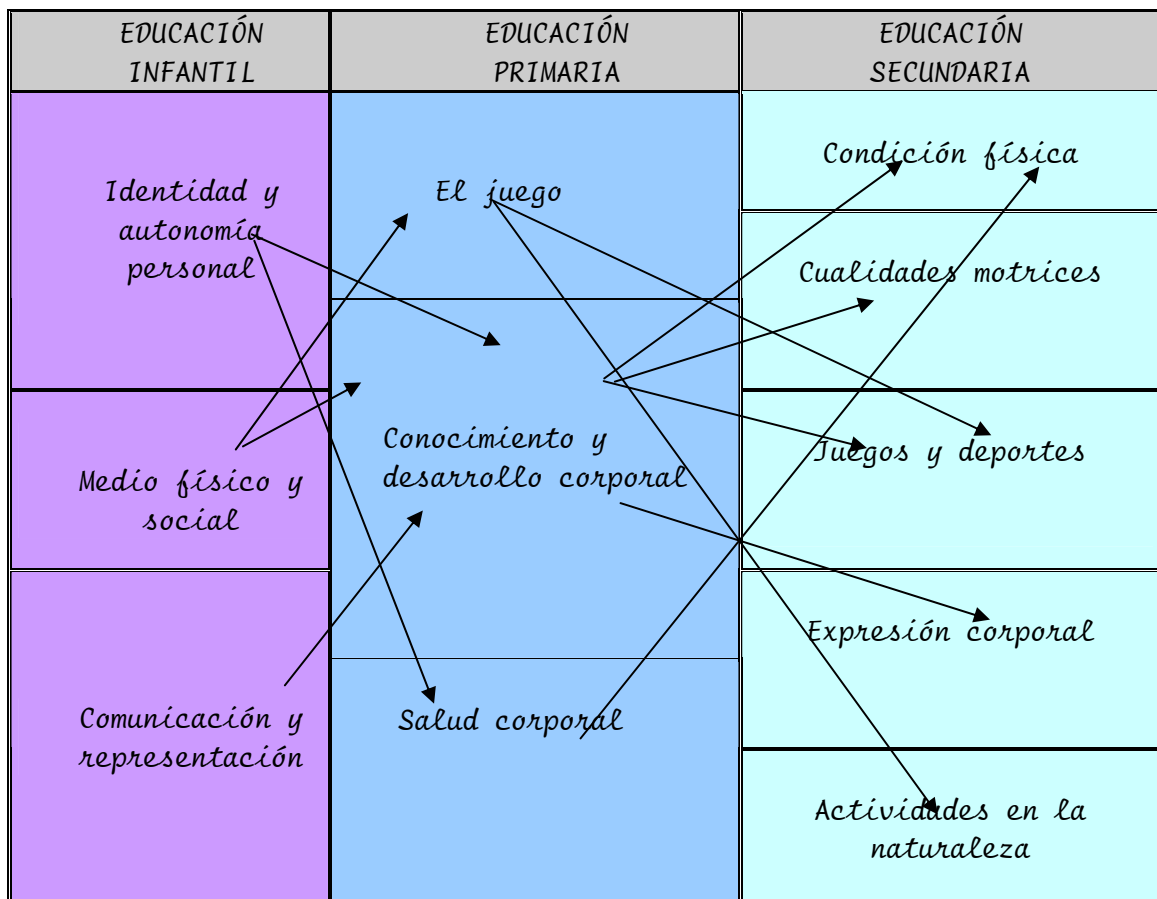 EDUCACIÓN
INFANTIL
EDUCACIÓN
PRIMARIA
EDUCACIÓN
SECUNDARIA
Identidad y
autonomía
personal
Medio físico y
social
Comunicación y
representación
El juego
Conocimiento y
desarrollo corporal
Salud corporal
Condición física
Cualidades motrices
Juegos y deportes
Expresión corporal
Actividades en la
naturaleza